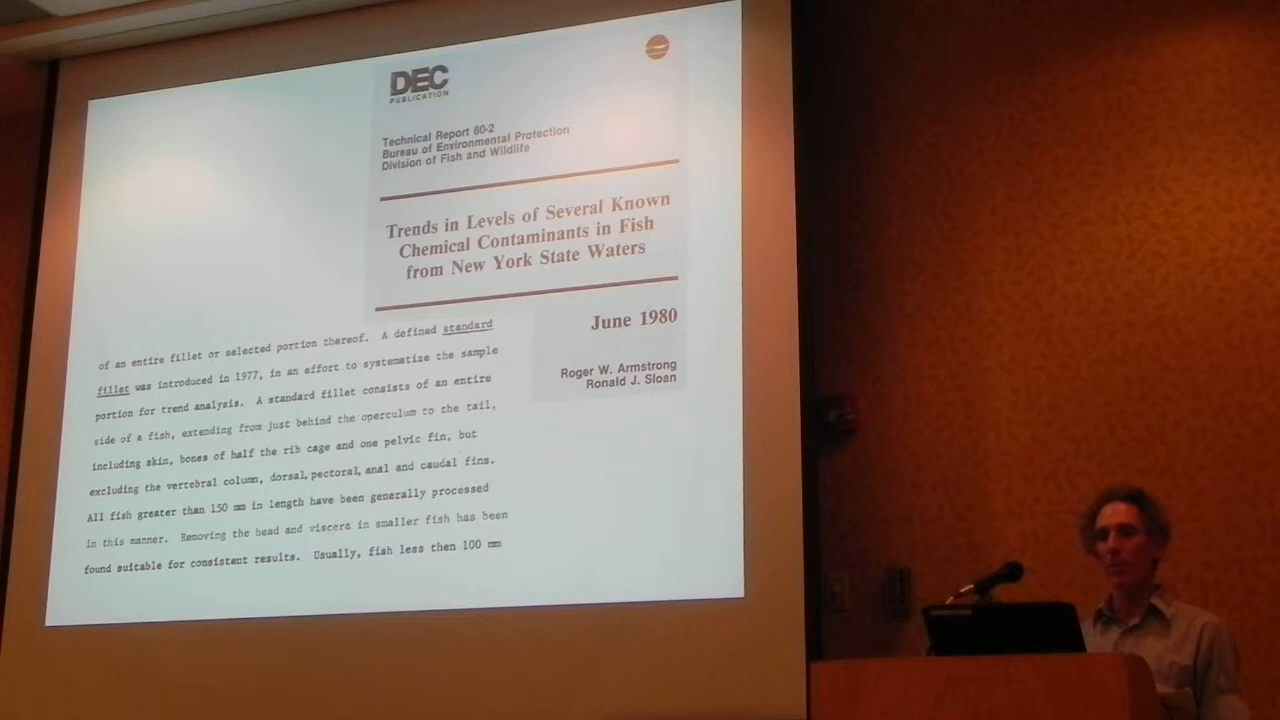 DEC
PUBLICATION
Technical Report 80-2
Bureau of Environmental Protection
Division of Fish and Wildlife
Trends in Levels of Several Known
Chemical Contaminants in Fish
from New York State Waters
June 1980
Roger W. Armstrong
Ronald J. Sloan
of an entire fillet or selected portion thereof. A defined standard
fillet was introduced in 1977, in an effort to systematize the sample
portion for trend analysis. A standard fillet consists of an entire
side of a fish, extending from just behind the operculum to the tail,
including skin, bones of half the rib cage and one pelvic fin, but
excluding the vertebral column, dorsal, pectoral, anal and caudal fins.
All fish greater than 150 mm in length have been generally processed
in this manner. Removing the head and viscera in smaller fish has been
found suitable for consistent results. Usually, fish less then 100 mm